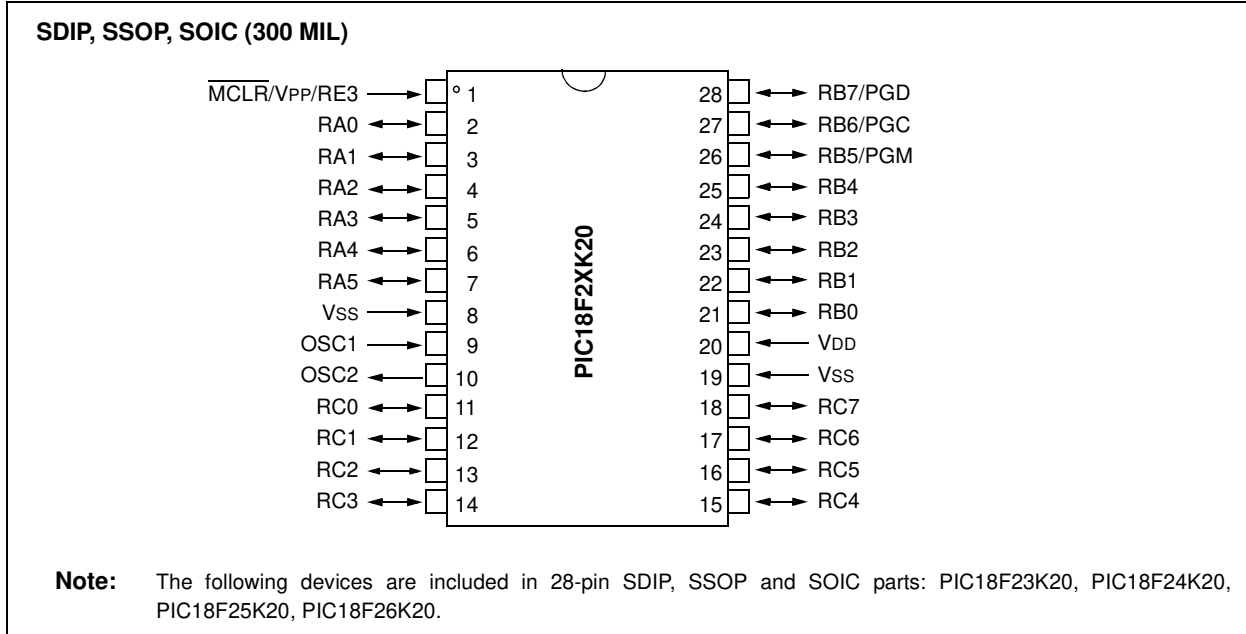 SDIP, SSOP, SOIC (300 MIL)
MCLR/VPP/RE3 1 28 RB7/PGD
RA0 2 27 RB6/PGC
RA1 3 26 RB5/PGM
RA2 4 25 RB4
RA3 5 24 RB3
RA4 6 23 RB2
RA5 7 22 RB1
VSS 8 21 RB0
OSC1 9 20 VDD
OSC2 10 19 VSS
RC0 11 18 RC7
RC1 12 17 RC6
RC2 13 16 RC5
RC3 14 15 RC4
PIC18F2XK20
Note: The following devices are included in 28-pin SDIP, SSOP and SOIC parts: PIC18F23K20, PIC18F24K20,
PIC18F25K20, PIC18F26K20.